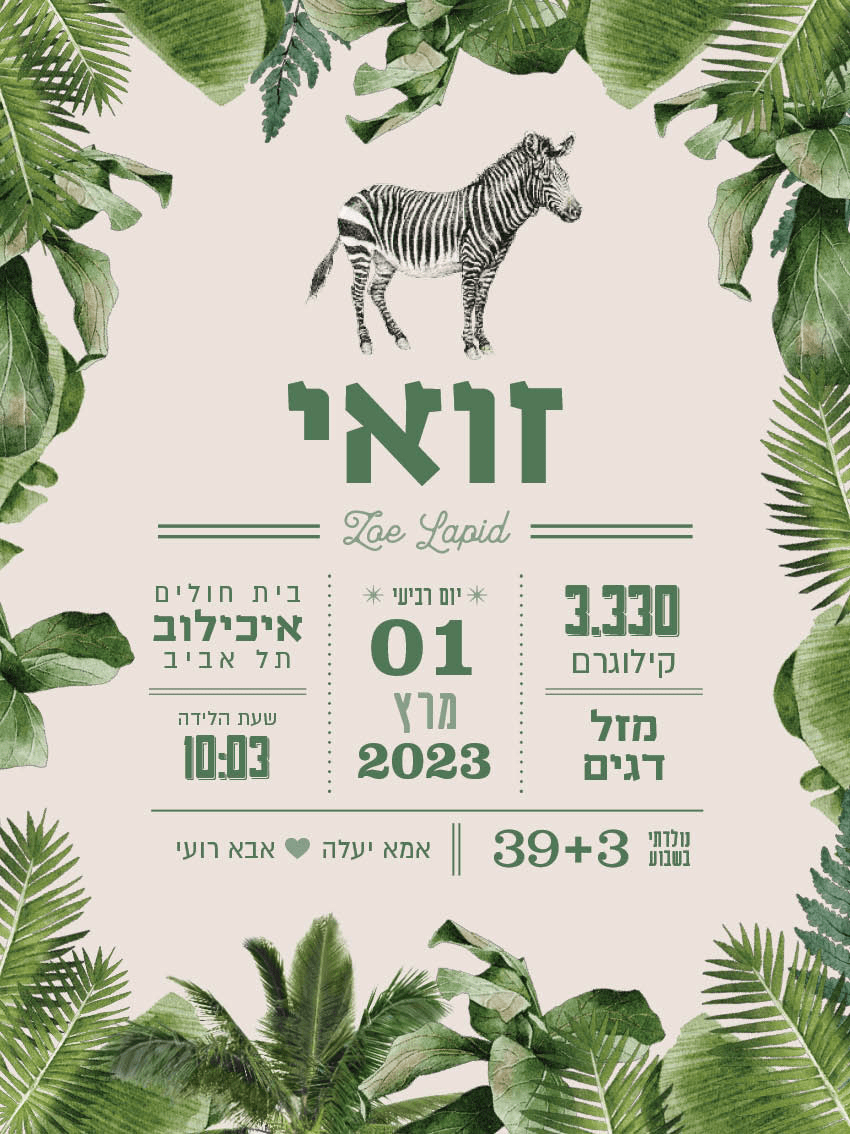 זואי
Zoe Lapid
3.330
קילוגרם
מזל
דגים
יום רביעי
01
מרץ
2023
בית חולים
איכילוב
תל אביב
שעת הלידה
10:03
נולדתי
בשבוע
39+3
אמא יעלה ♥ אבא רועי